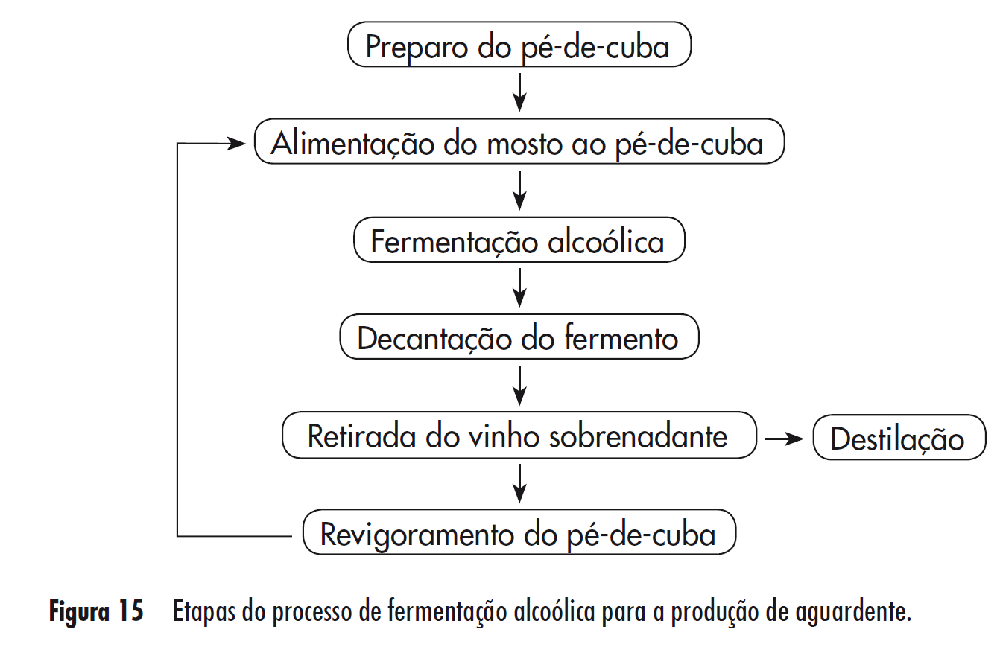 Preparo do pé-de-cuba
Alimentação do mosto ao pé-de-cuba
Fermentação alcoólica
Decantação do fermento
Retirada do vinho sobrenadante
Destilação
Revigoramento do pé-de-cuba
Figura 15 Etapas do processo de fermentação alcoólica para a produção de aguardente.